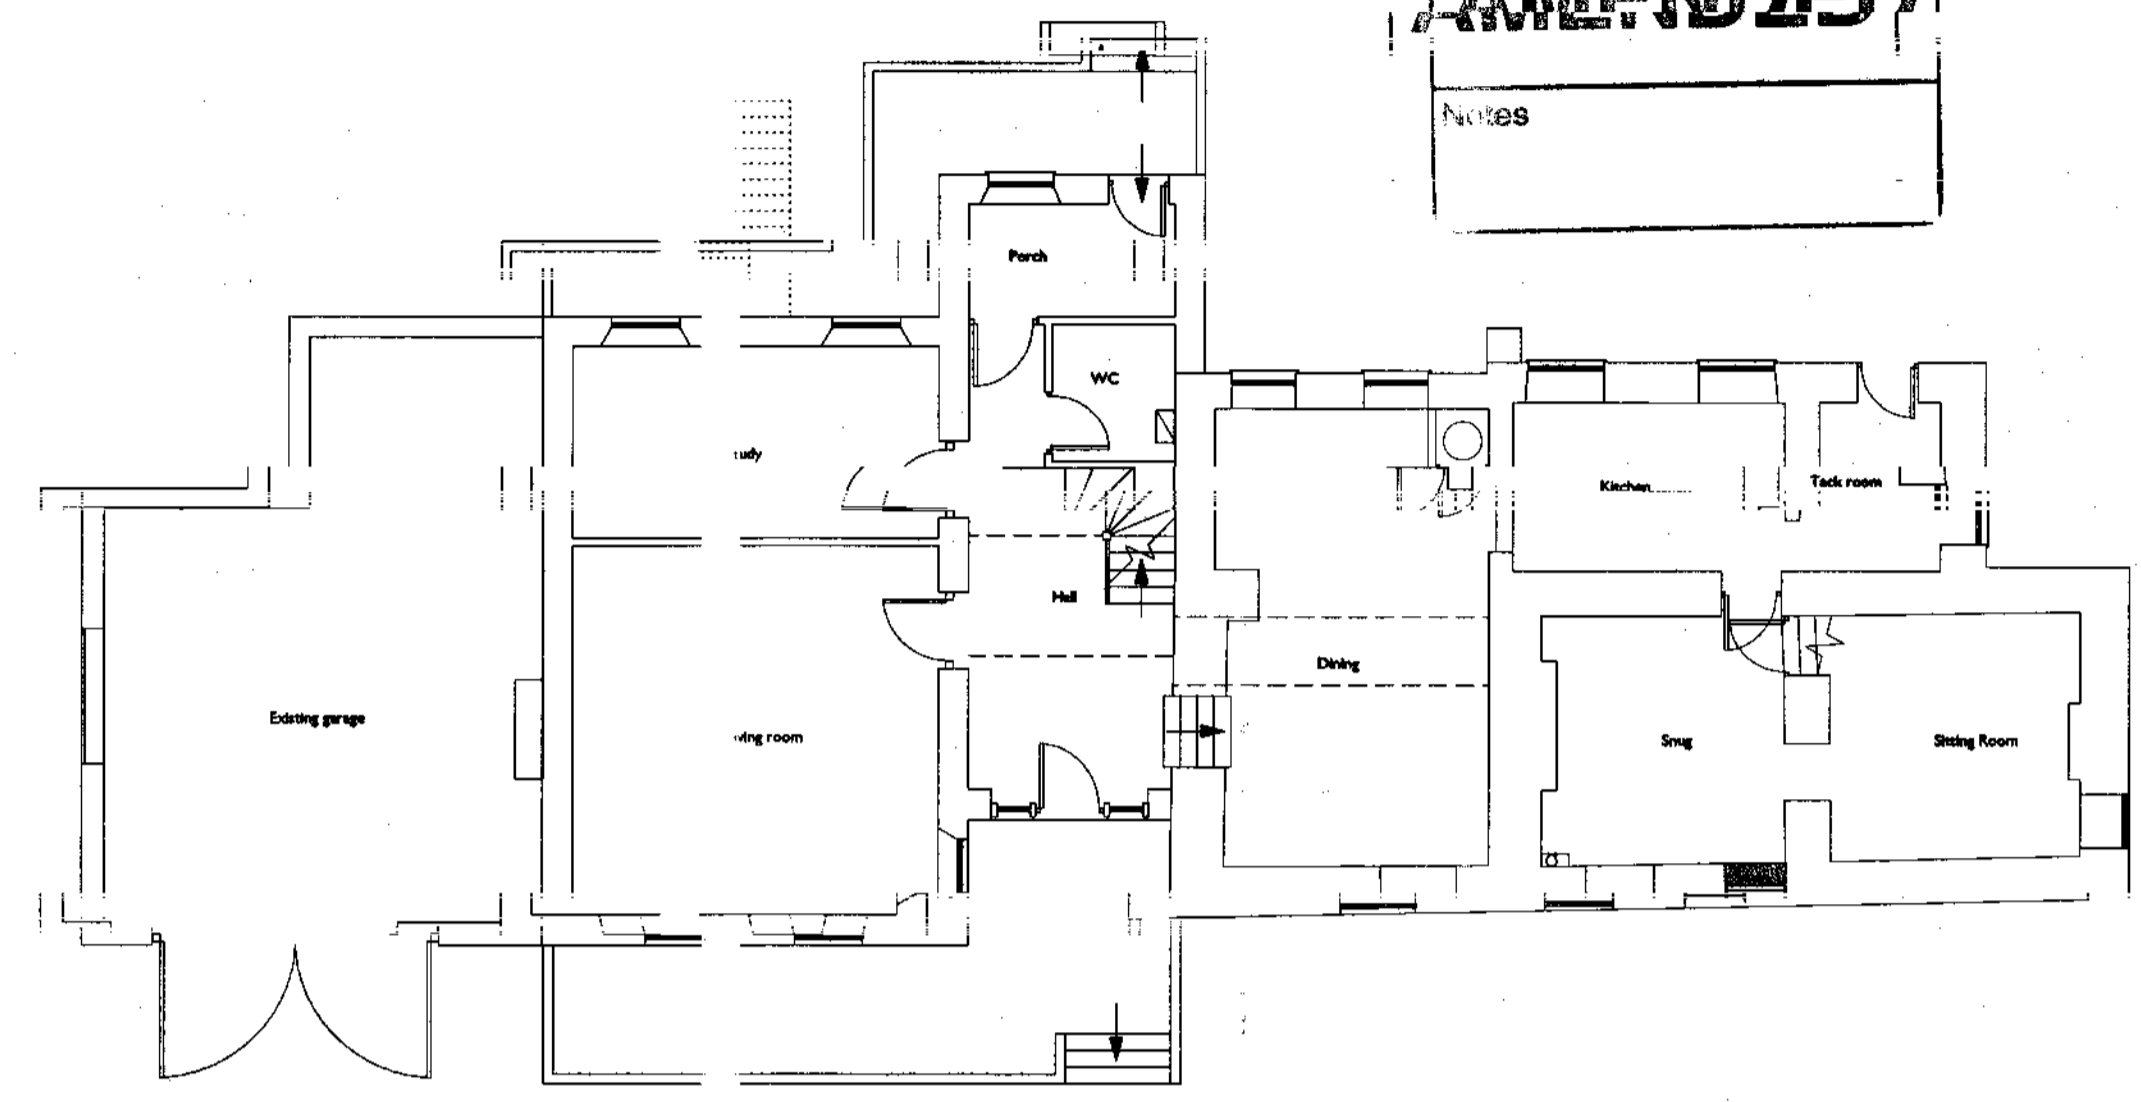 Notes
Porch
WC
tudy
Kitchen
Tack room
Hall
Dining
Existing garage
ving room
Snug
Sitting Room